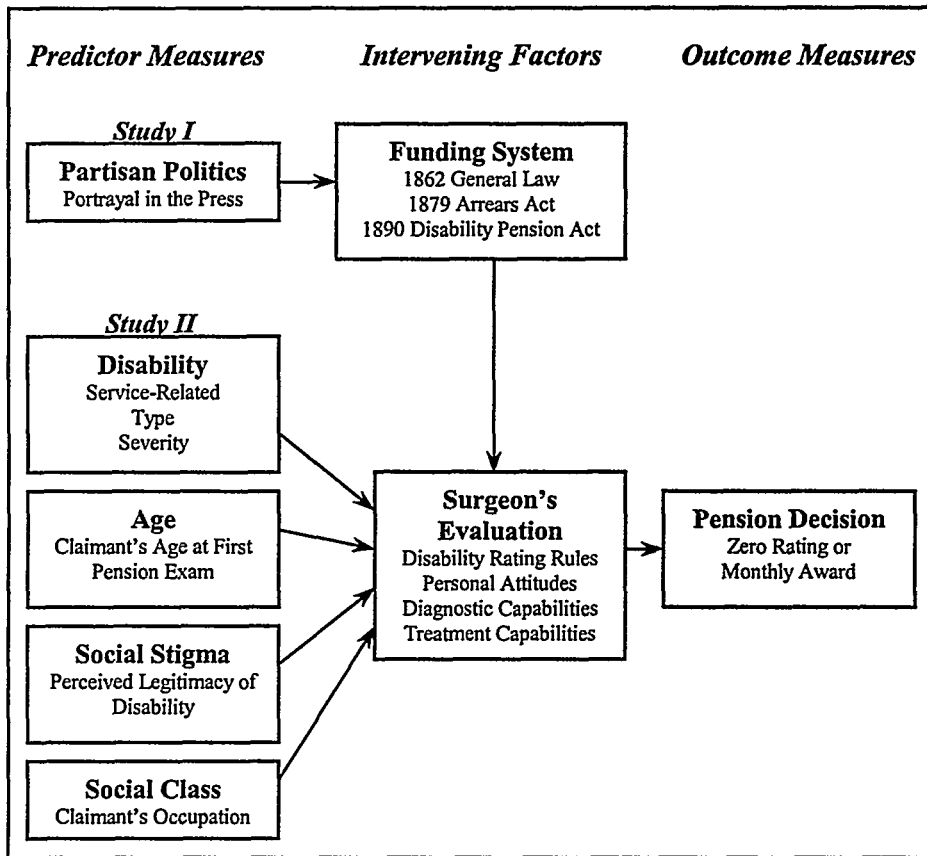 Predictor Measures
Intervening Factors
Outcome Measures
Study I
Partisan Politics
Portrayal in the Press
Funding System
1862 General Law
1879 Arrears Act
1890 Disability Pension Act
Study II
Disability
Service-Related
Type
Severity
Age
Claimant's Age at First
Pension Exam
Social Stigma
Perceived Legitimacy of
Disability
Social Class
Claimant's Occupation
Surgeon's
Evaluation
Disability Rating Rules
Personal Attitudes
Diagnostic Capabilities
Treatment Capabilities
Pension Decision
Zero Rating or
Monthly Award